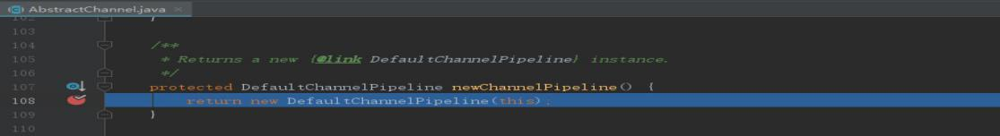 AbstractChannel.java
102 }
103
104 /**
105 * Returns a new {@link DefaultChannelPipeline} instance.
106 */
107 protected DefaultChannelPipeline newChannelPipeline() {
108 return new DefaultChannelPipeline(this);
109 }
110